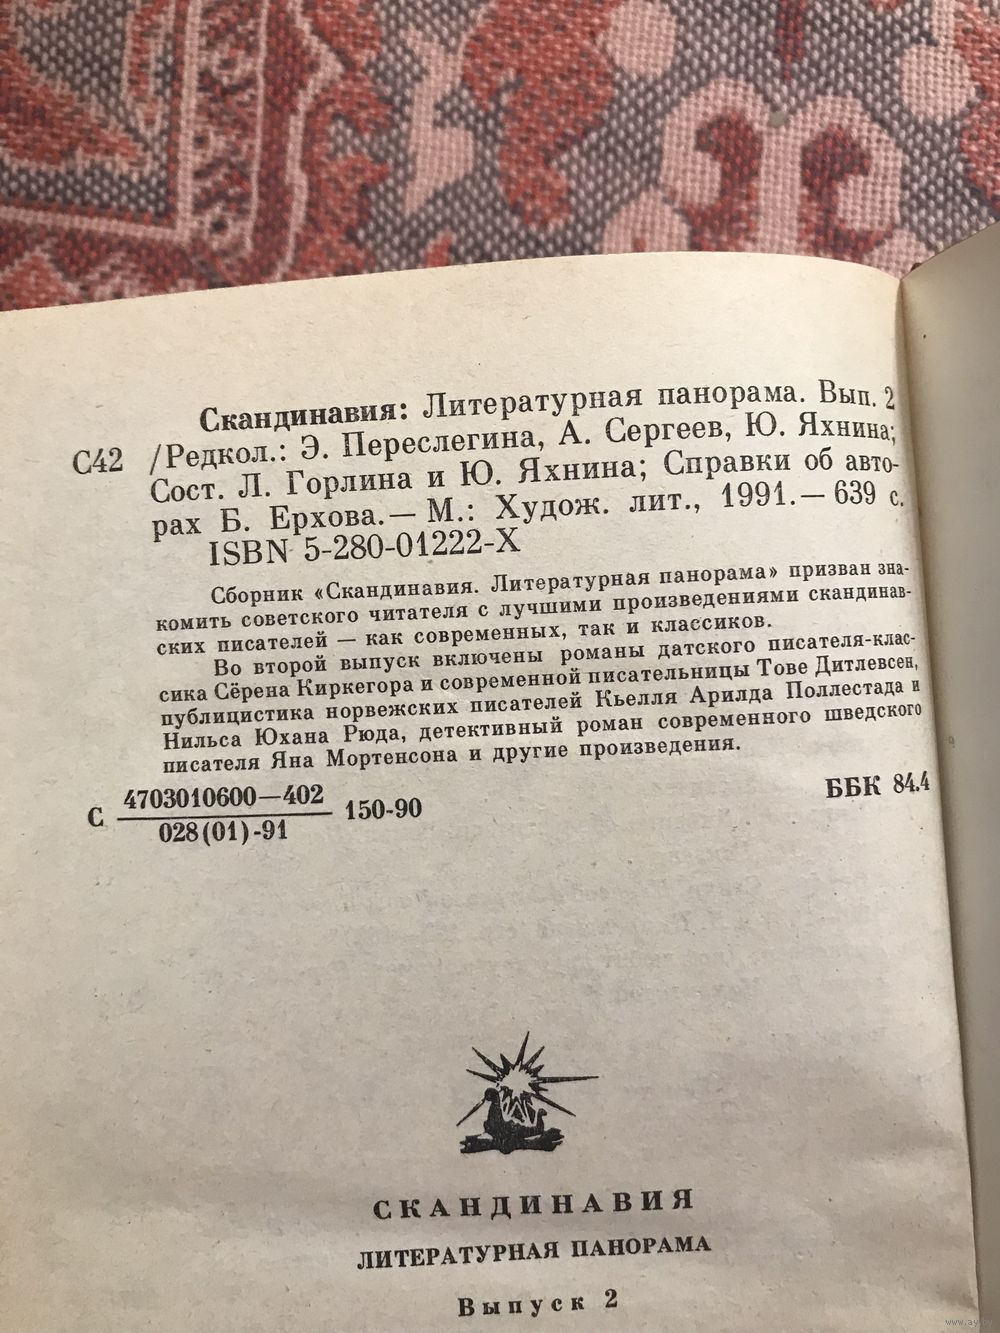 Скандинавия: Литературная панорама. Вып. 2
С42 /Редкол.: Э. Переслегина, А. Сергеев, Ю. Яхнина;
Сост. Л. Горлина и Ю. Яхнина; Справки об авто-
рах Б. Ерхова.— М.: Худож. лит., 1991.— 639 с.
ISBN 5-280-01222-X
Сборник «Скандинавия. Литературная панорама» призван зна-
комить советского читателя с лучшими произведениями скандинав-
ских писателей — как современных, так и классиков.
Во второй выпуск включены романы датского писателя-клас-
сика Сёрена Киркегора и современной писательницы Тове Дитлевсен,
публицистика норвежских писателей Кьелля Арилда Поллестада и
Нильса Юхана Рюда, детективный роман современного шведского
писателя Яна Мортенсона и другие произведения.
С 4703010600—402 150-90
028(01)-91
ББК 84.4
СКАНДИНАВИЯ
ЛИТЕРАТУРНАЯ ПАНОРАМА
Выпуск 2
www.ay.by